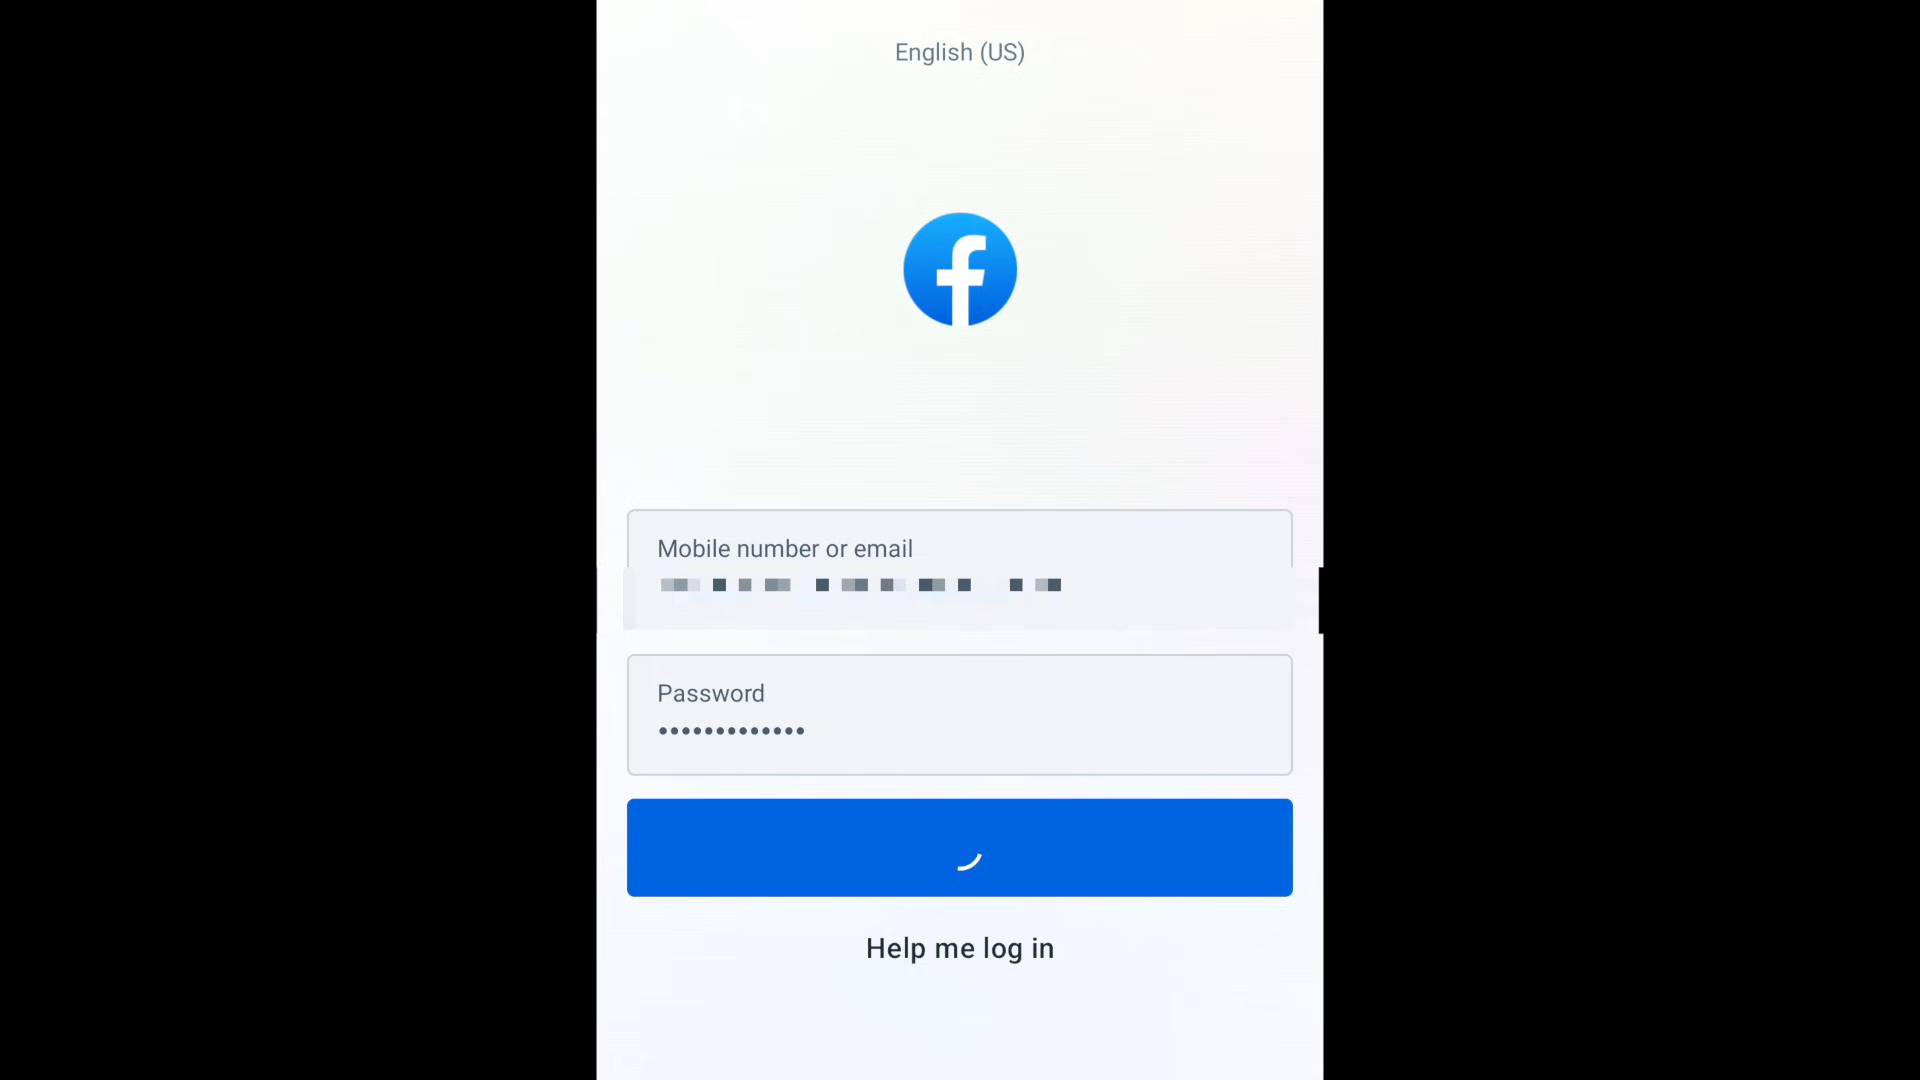 English (US)
Mobile number or email
Password
•••••••••••••
Help me log in